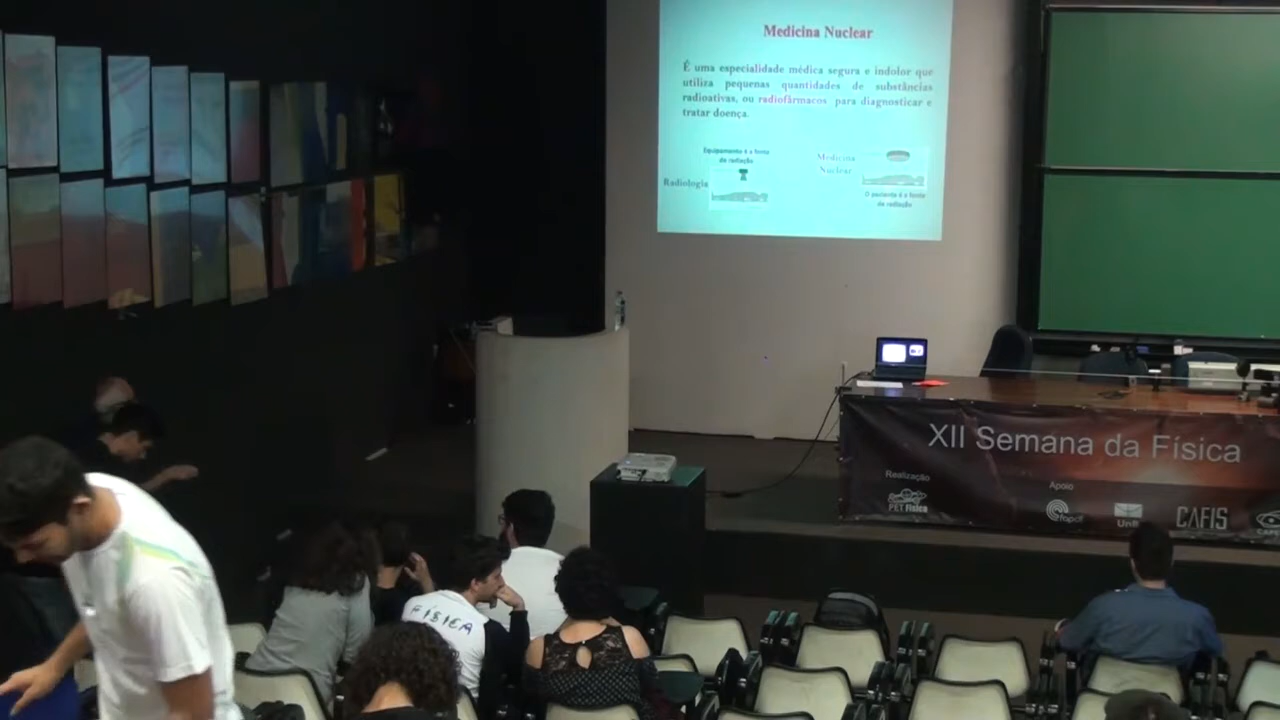 Medicina Nuclear
É uma especialidade médica segura e indolor que
utiliza pequenas quantidades de substâncias
radioativas, ou radiofármacos para diagnosticar e
tratar doença.
Equipamento é a fonte
de radiação
Radiologia
Medicina
Nuclear
O paciente é a fonte
de radiação
XII Semana da Física
Realização
Apoio
PET Física
fapdf
UnB
CAFIS
FÍSICA